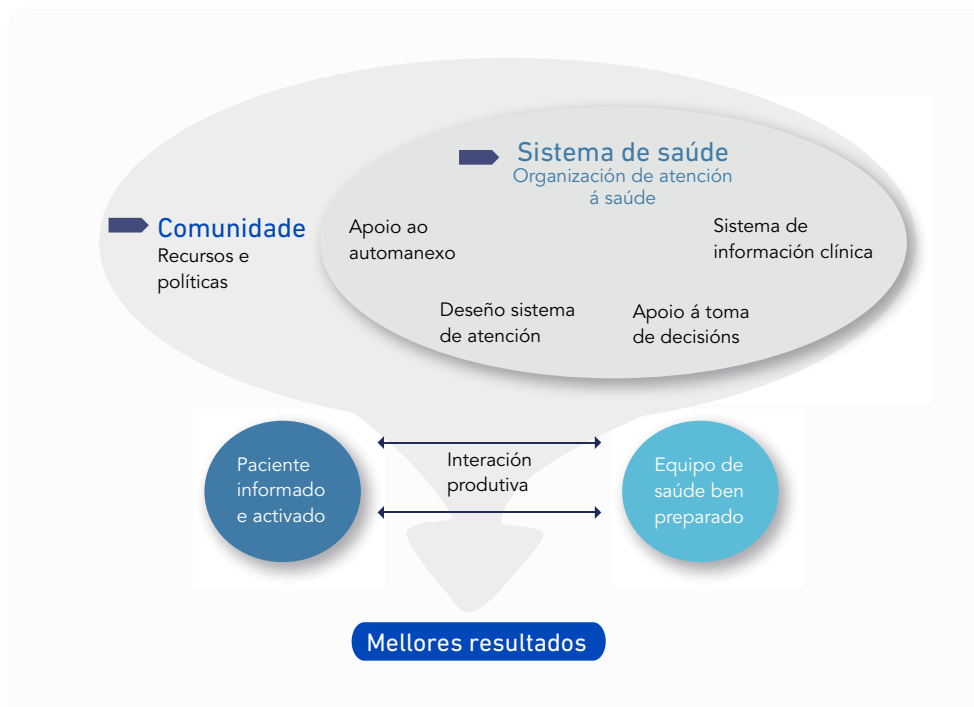 Sistema de saúde
Organización de atención
á saúde
Comunidade
Recursos e
políticas
Apoio ao
automanexo
Sistema de
información clínica
Deseño sistema
de atención
Apoio á toma
de decisións
Paciente
informado
e activado
Interación
produtiva
Equipo de
saúde ben
preparado
Mellores resultados